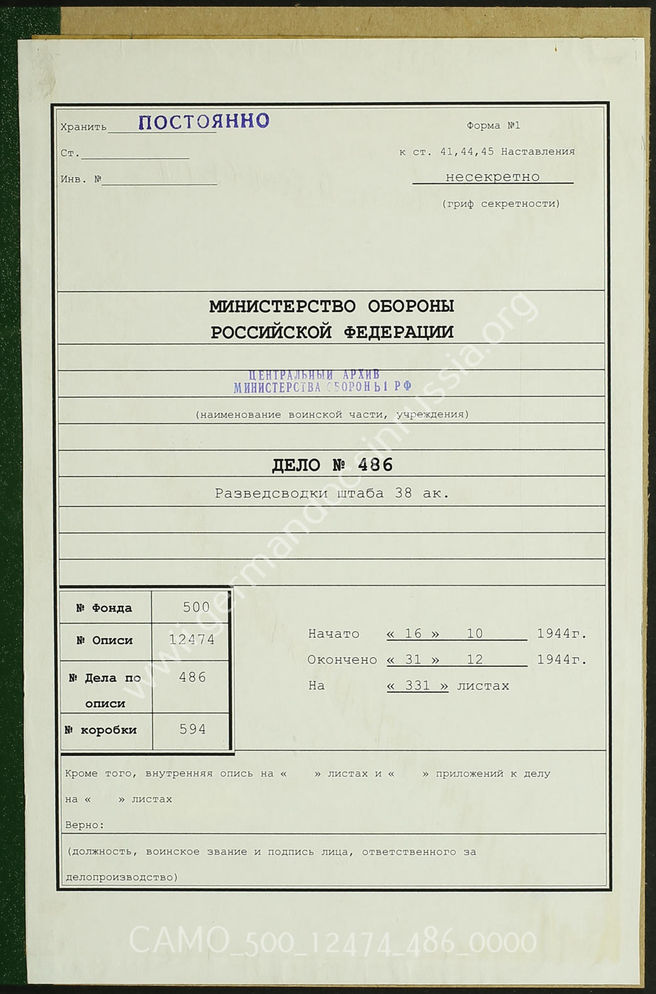 Хранить ПОСТОЯННО
Форма №1
Ст.
к ст. 41,44,45 Наставления
Инв. №
несекретно
(гриф секретности)
МИНИСТЕРСТВО ОБОРОНЫ
РОССИЙСКОЙ ФЕДЕРАЦИИ
ЦЕНТРАЛЬНЫЙ АРХИВ
МИНИСТЕРСТВА ОБОРОНЫ РФ
(наименование воинской части, учреждения)
ДЕЛО № 486
Разведсводки штаба 38 ак.
№ Фонда 500
№ Описи 12474
№ Дела по описи 486
№ коробки 594
Начато « 16 » 10 1944г.
Окончено « 31 » 12 1944г.
На « 331 » листах
Кроме того, внутренняя опись на « » листах и « » приложений к делу
на « » листах
Верно:
(должность, воинское звание и подпись лица, ответственного за
делопроизводство)
www.germandocsinrussia.org
CAMO_500_12474_486_0000